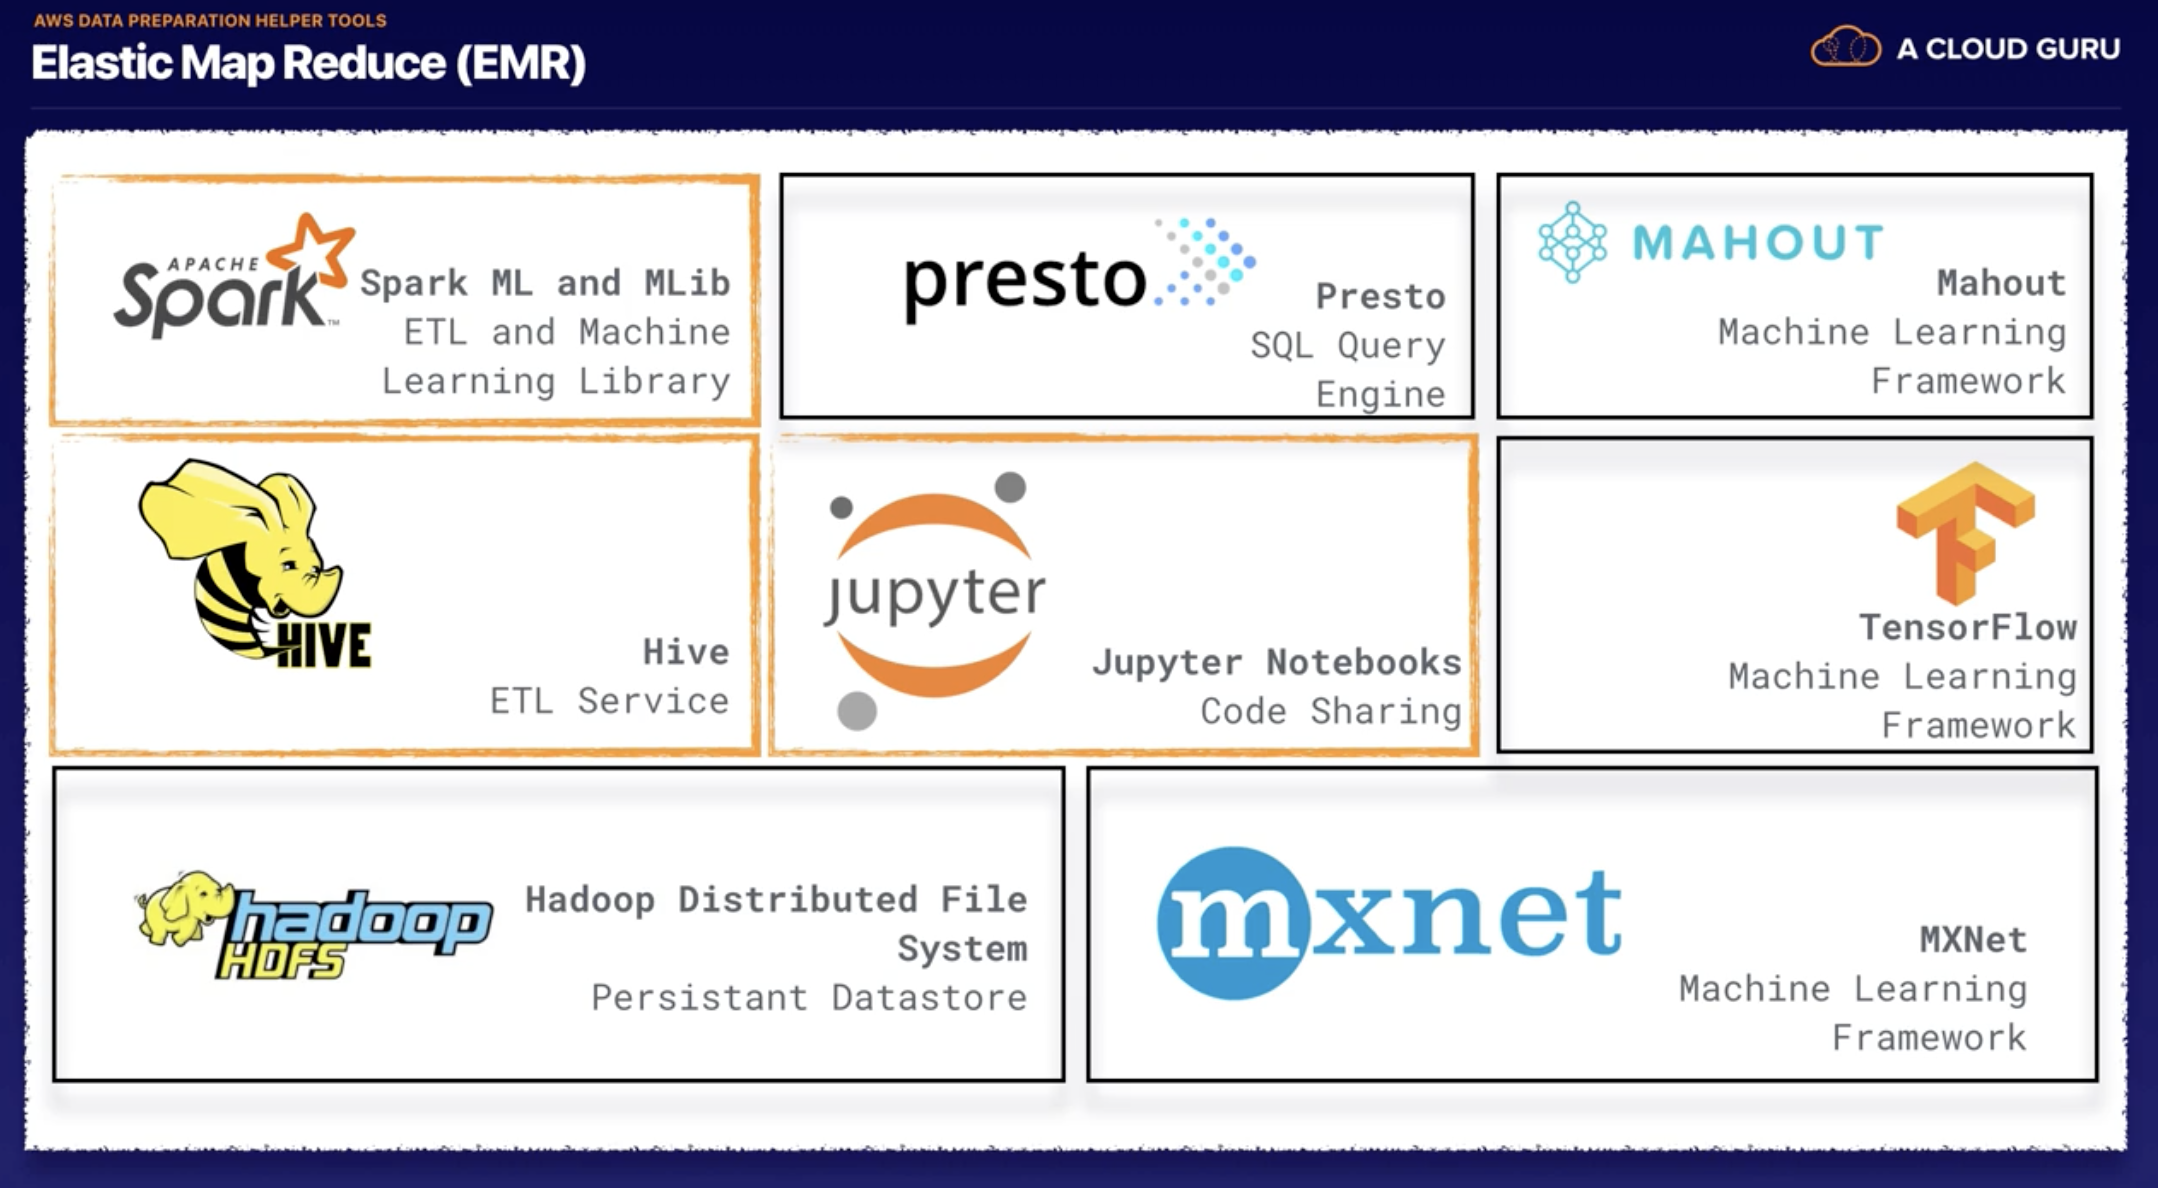 AWS DATA PREPARATION HELPER TOOLS
Elastic Map Reduce (EMR)
A CLOUD GURU
APACHE
Spark™
Spark ML and MLib
ETL and Machine
Learning Library
presto
Presto
SQL Query
Engine
MAHOUT
Mahout
Machine Learning
Framework
HIVE
Hive
ETL Service
jupyter
Jupyter Notebooks
Code Sharing
TensorFlow
Machine Learning
Framework
hadoop
HDFS
Hadoop Distributed File
System
Persistant Datastore
mxnet
MXNet
Machine Learning
Framework